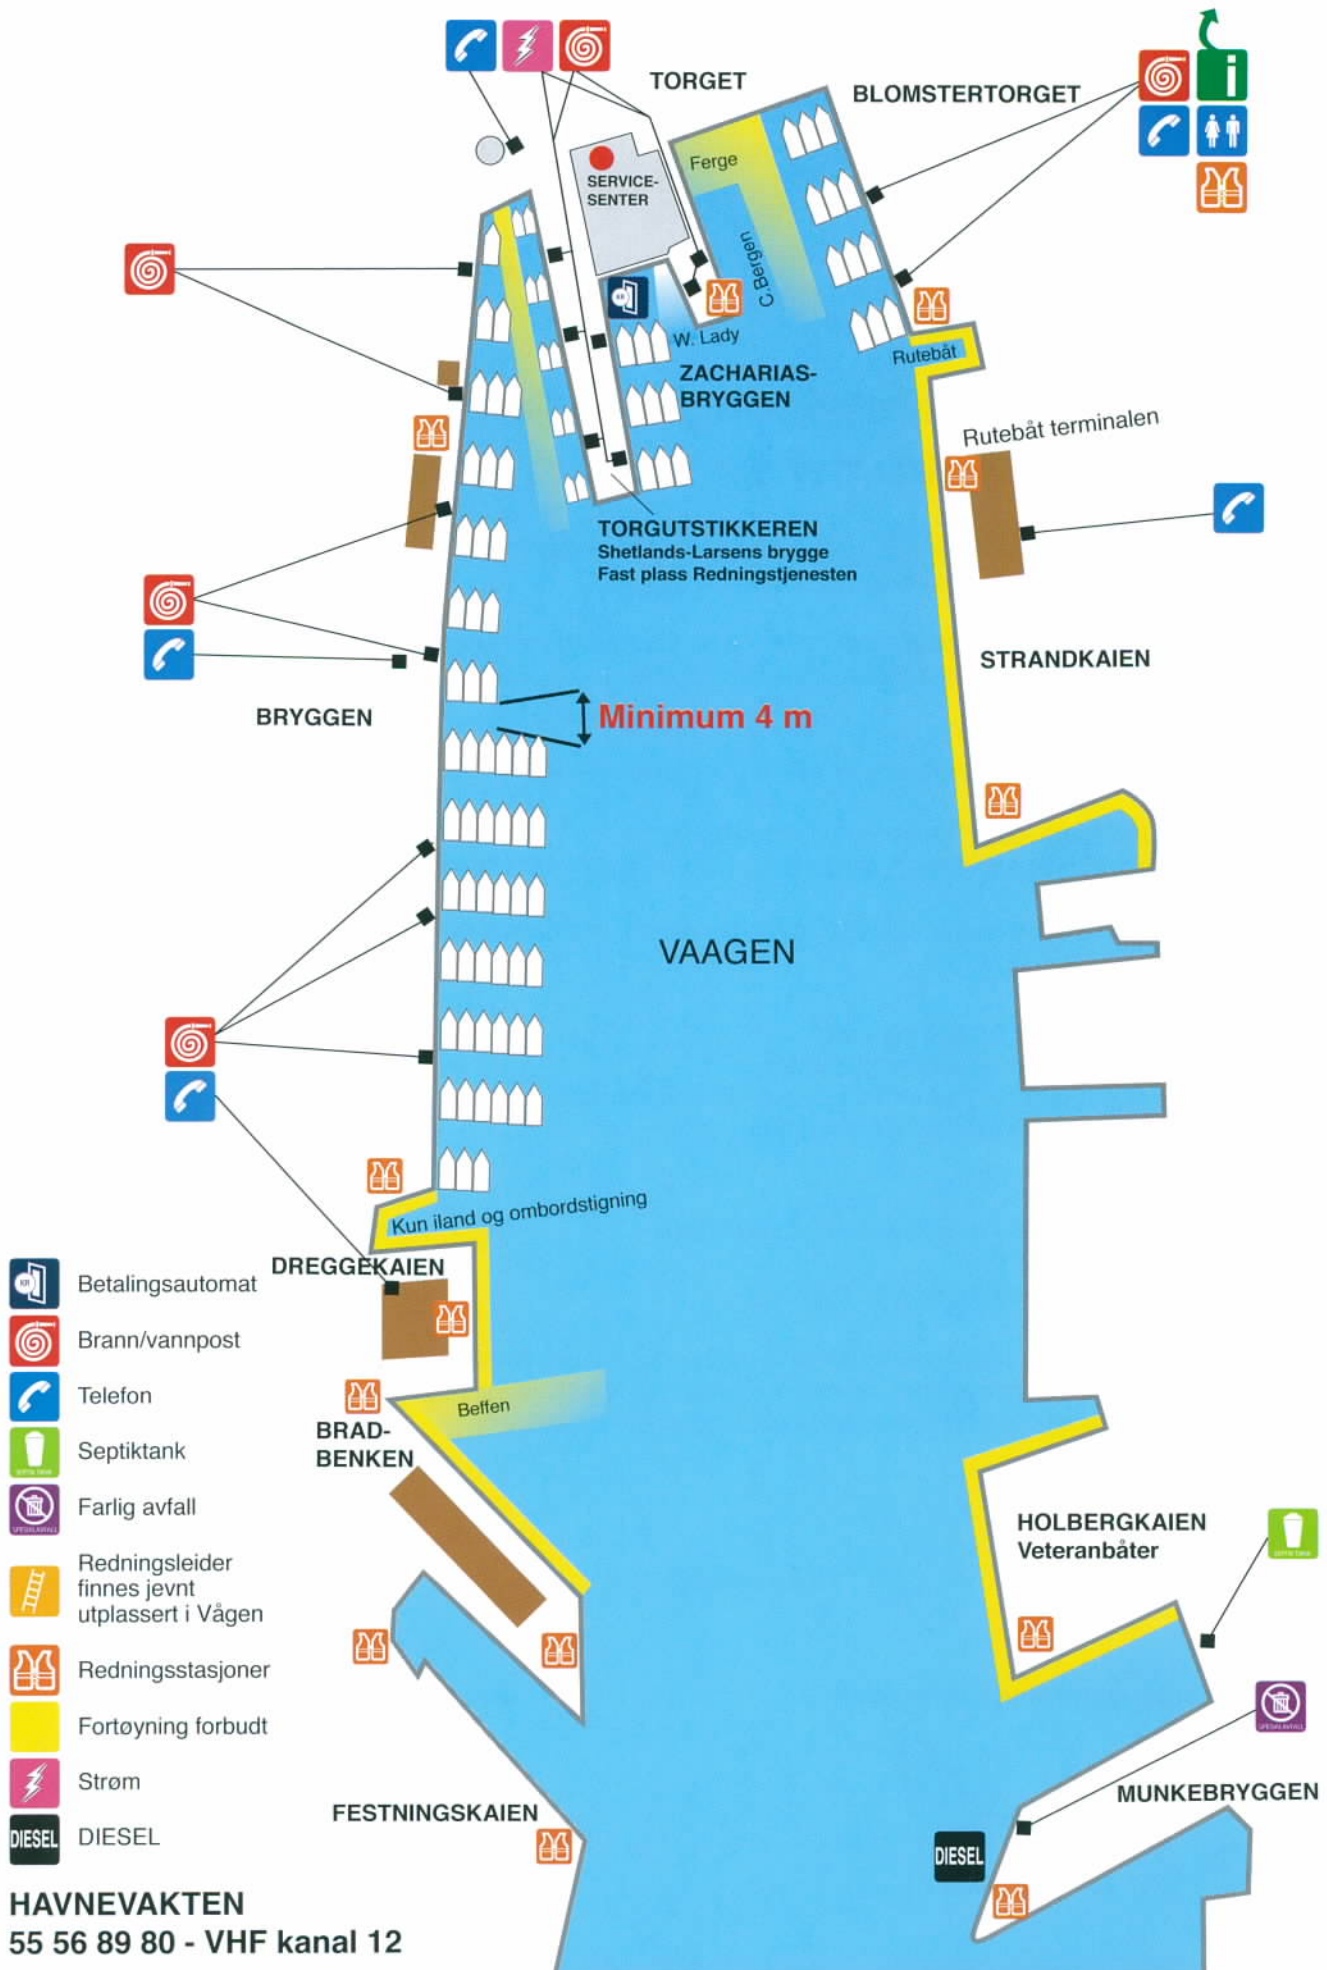 TORGET
BLOMSTERTORGET
Ferge
SERVICE-
SENTER
C.Bergen
W. Lady
Rutebåt
ZACHARIAS-
BRYGGEN
Rutebåt terminalen
TORGUTSTIKKEREN
Shetlands-Larsens brygge
Fast plass Redningstjenesten
STRANDKAIEN
BRYGGEN
Minimum 4 m
VAAGEN
Kun iland og ombordstigning
DREGGEKAIEN
Beffen
BRAD-
BENKEN
HOLBERGKAIEN
Veteranbåter
MUNKEBRYGGEN
FESTNINGSKAIEN
DIESEL
Betalingsautomat
Brann/vannpost
Telefon
Septiktank
Farlig avfall
Redningsleider
finnes jevnt
utplassert i Vågen
Redningsstasjoner
Fortøyning forbudt
Strøm
DIESEL DIESEL
HAVNEVAKTEN
55 56 89 80 - VHF kanal 12